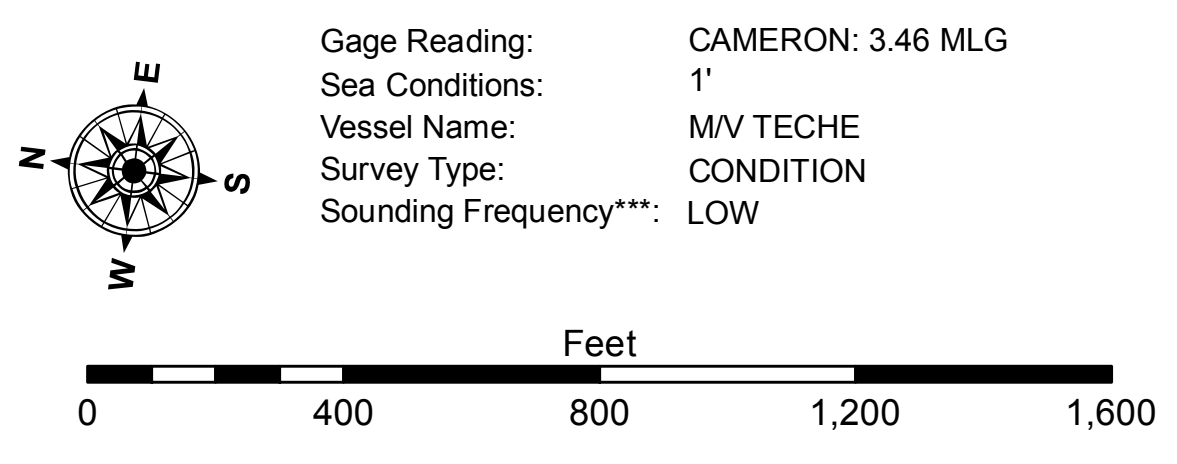 E
N
S
W
Gage Reading: CAMERON: 3.46 MLG
Sea Conditions: 1'
Vessel Name: M/V TECHE
Survey Type: CONDITION
Sounding Frequency***: LOW
Feet
0 400 800 1,200 1,600